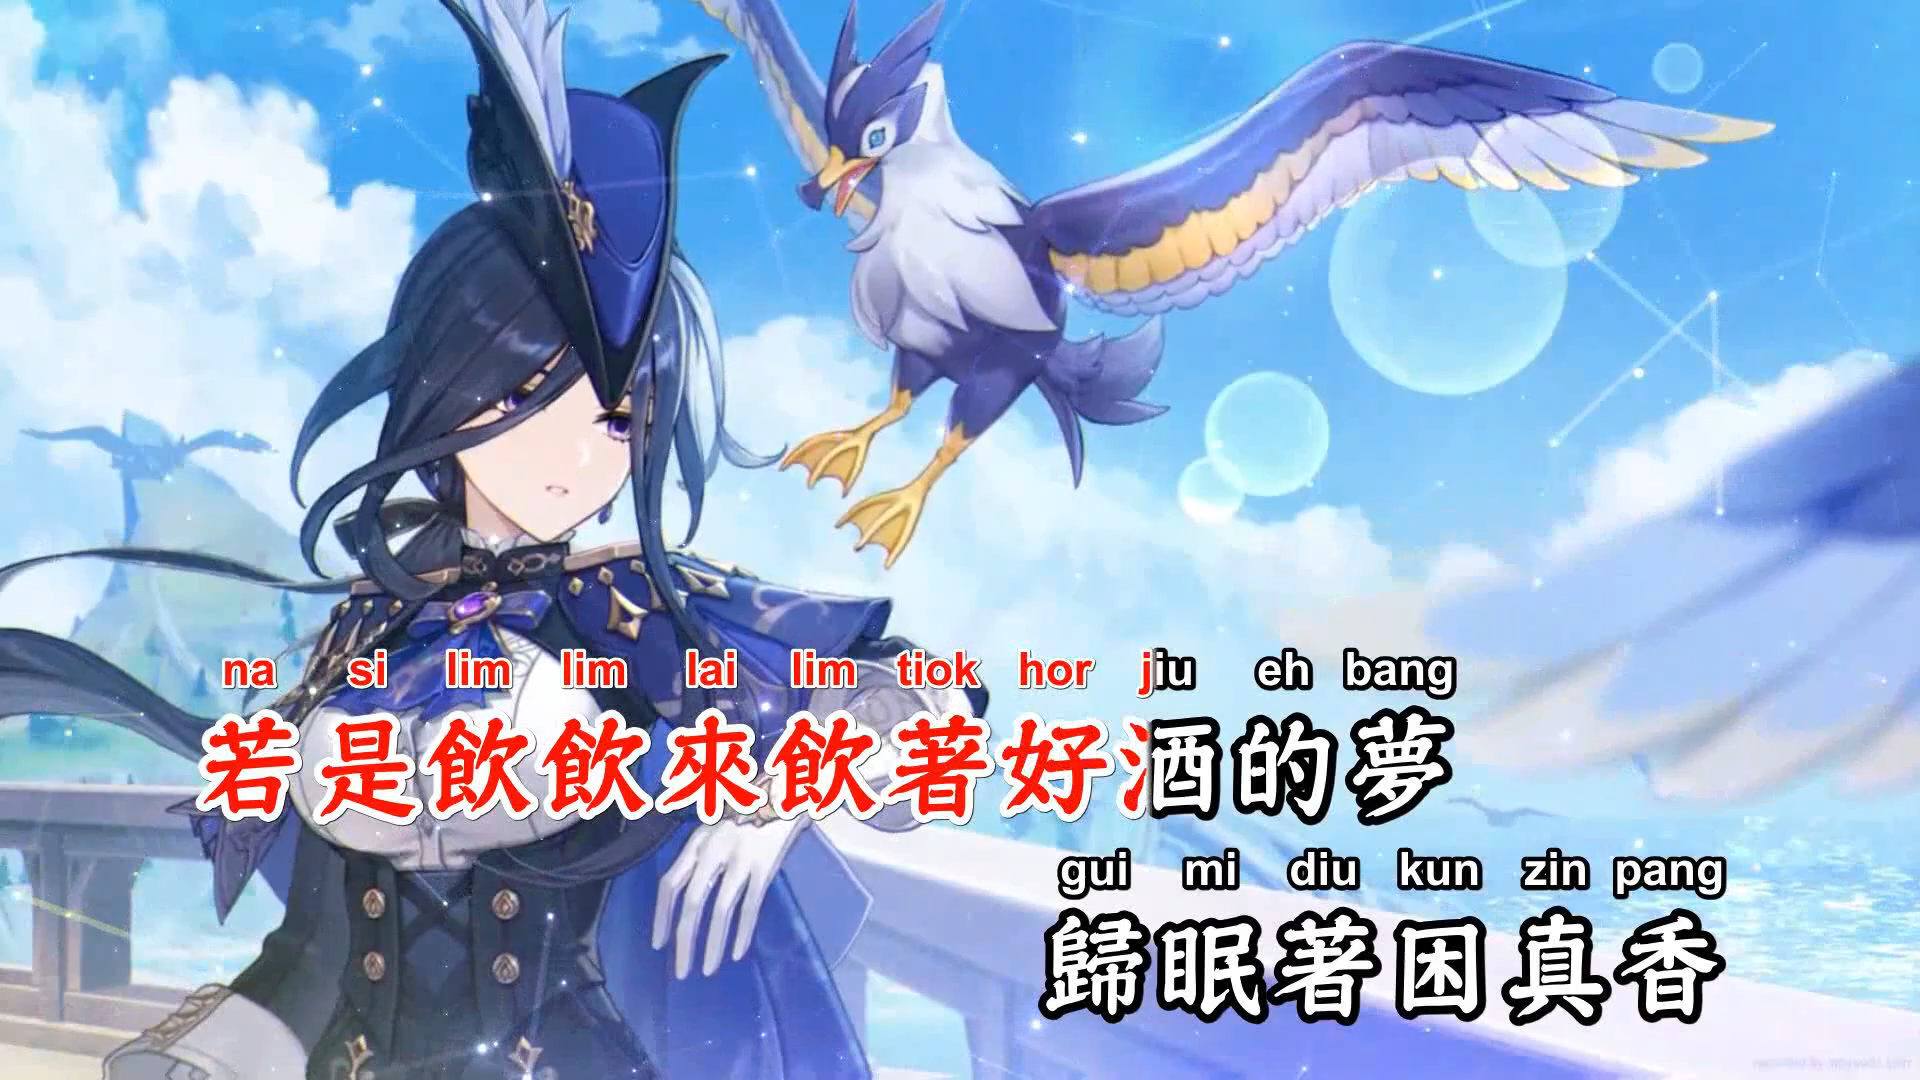 na si lim lim lai lim tiok hor jiu eh bang
若是飲飲來飲著好酒的夢
gui mi diu kun zin pang
歸眠著困真香